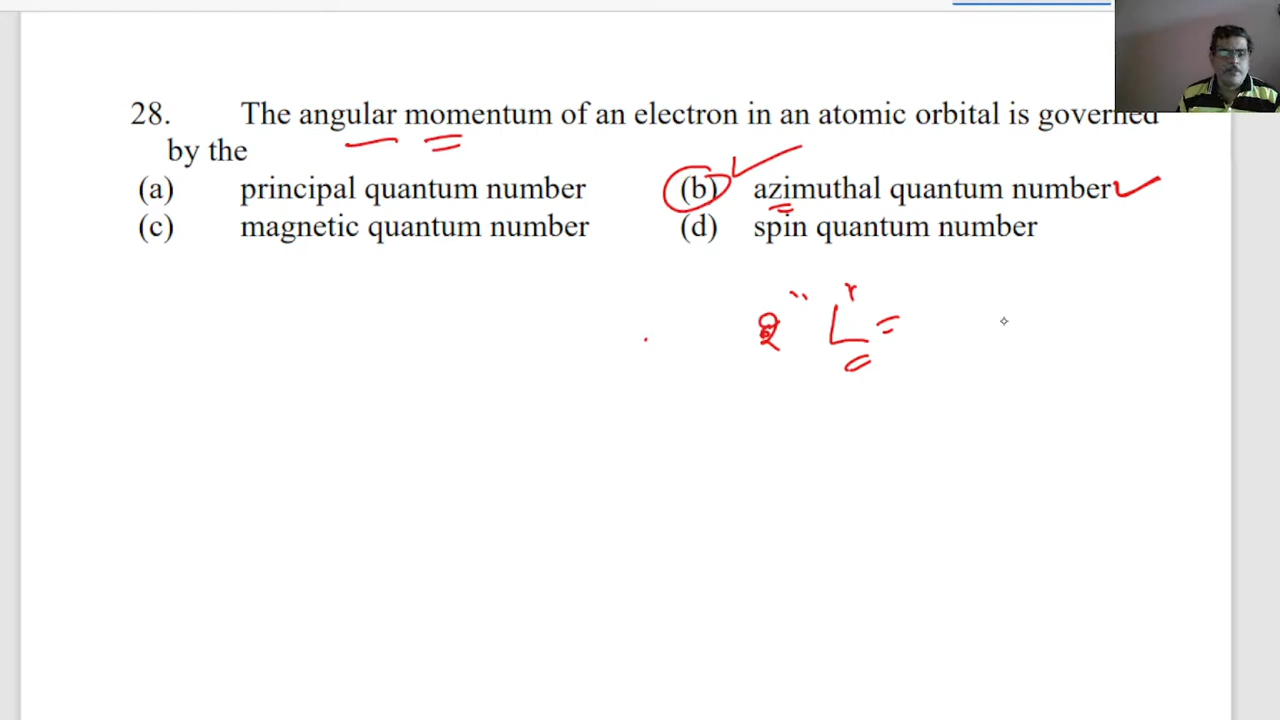 28. The angular momentum of an electron in an atomic orbital is governed
by the
(a) principal quantum number (b) azimuthal quantum number
(c) magnetic quantum number (d) spin quantum number
L =